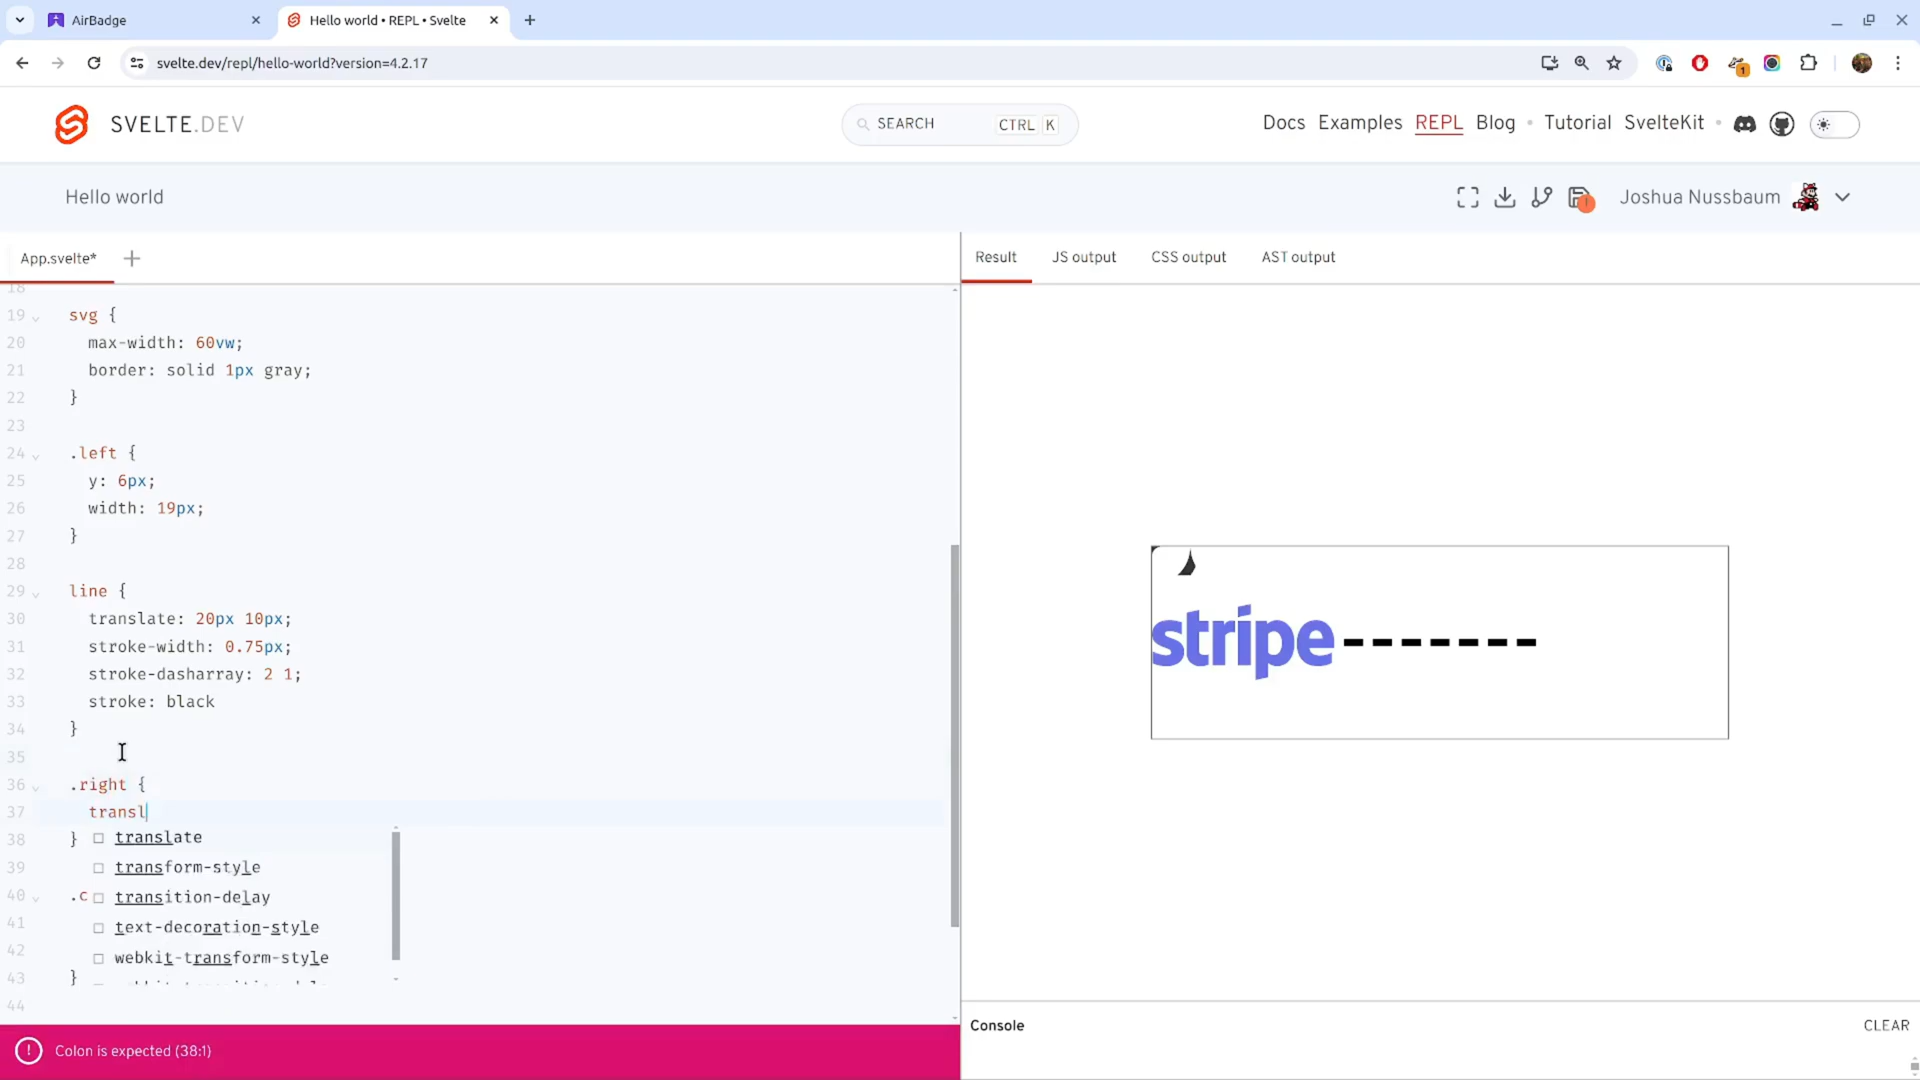 AirBadge
Hello world • REPL • Svelte
svelte.dev/repl/hello-world?version=4.2.17
1
SVELTE.DEV
SEARCH
CTRL K
Docs Examples REPL Blog • Tutorial SvelteKit •
Hello world
Joshua Nussbaum
App.svelte*
Result
JS output
CSS output
AST output
18
19 svg {
20 max-width: 60vw;
21 border: solid 1px gray;
22 }
23
24 .left {
25 y: 6px;
26 width: 19px;
27 }
28
29 line {
30 translate: 20px 10px;
31 stroke-width: 0.75px;
32 stroke-dasharray: 2 1;
33 stroke: black
34 }
35
36 .right {
37 transl
38 }
translate
39
transform-style
40 .c
transition-delay
41
text-decoration-style
42
webkit-transform-style
43 }
44
stripe
Console
CLEAR
Colon is expected (38:1)